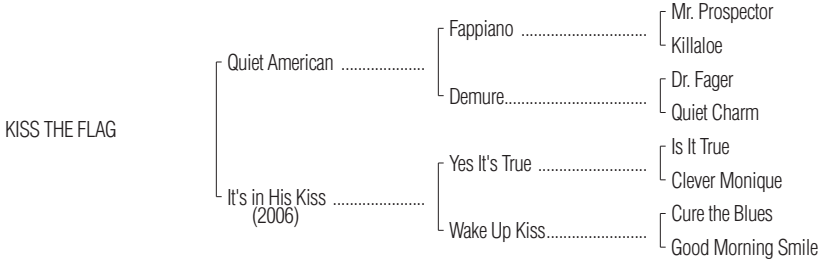 Mr. Prospector
Fappiano ..............................
Killaloe
Quiet American ....................
Dr. Fager
Demure..................................
Quiet Charm
KISS THE FLAG
Is It True
Yes It's True ..........................
Clever Monique
It's in His Kiss ......................
(2006)
Cure the Blues
Wake Up Kiss........................
Good Morning Smile